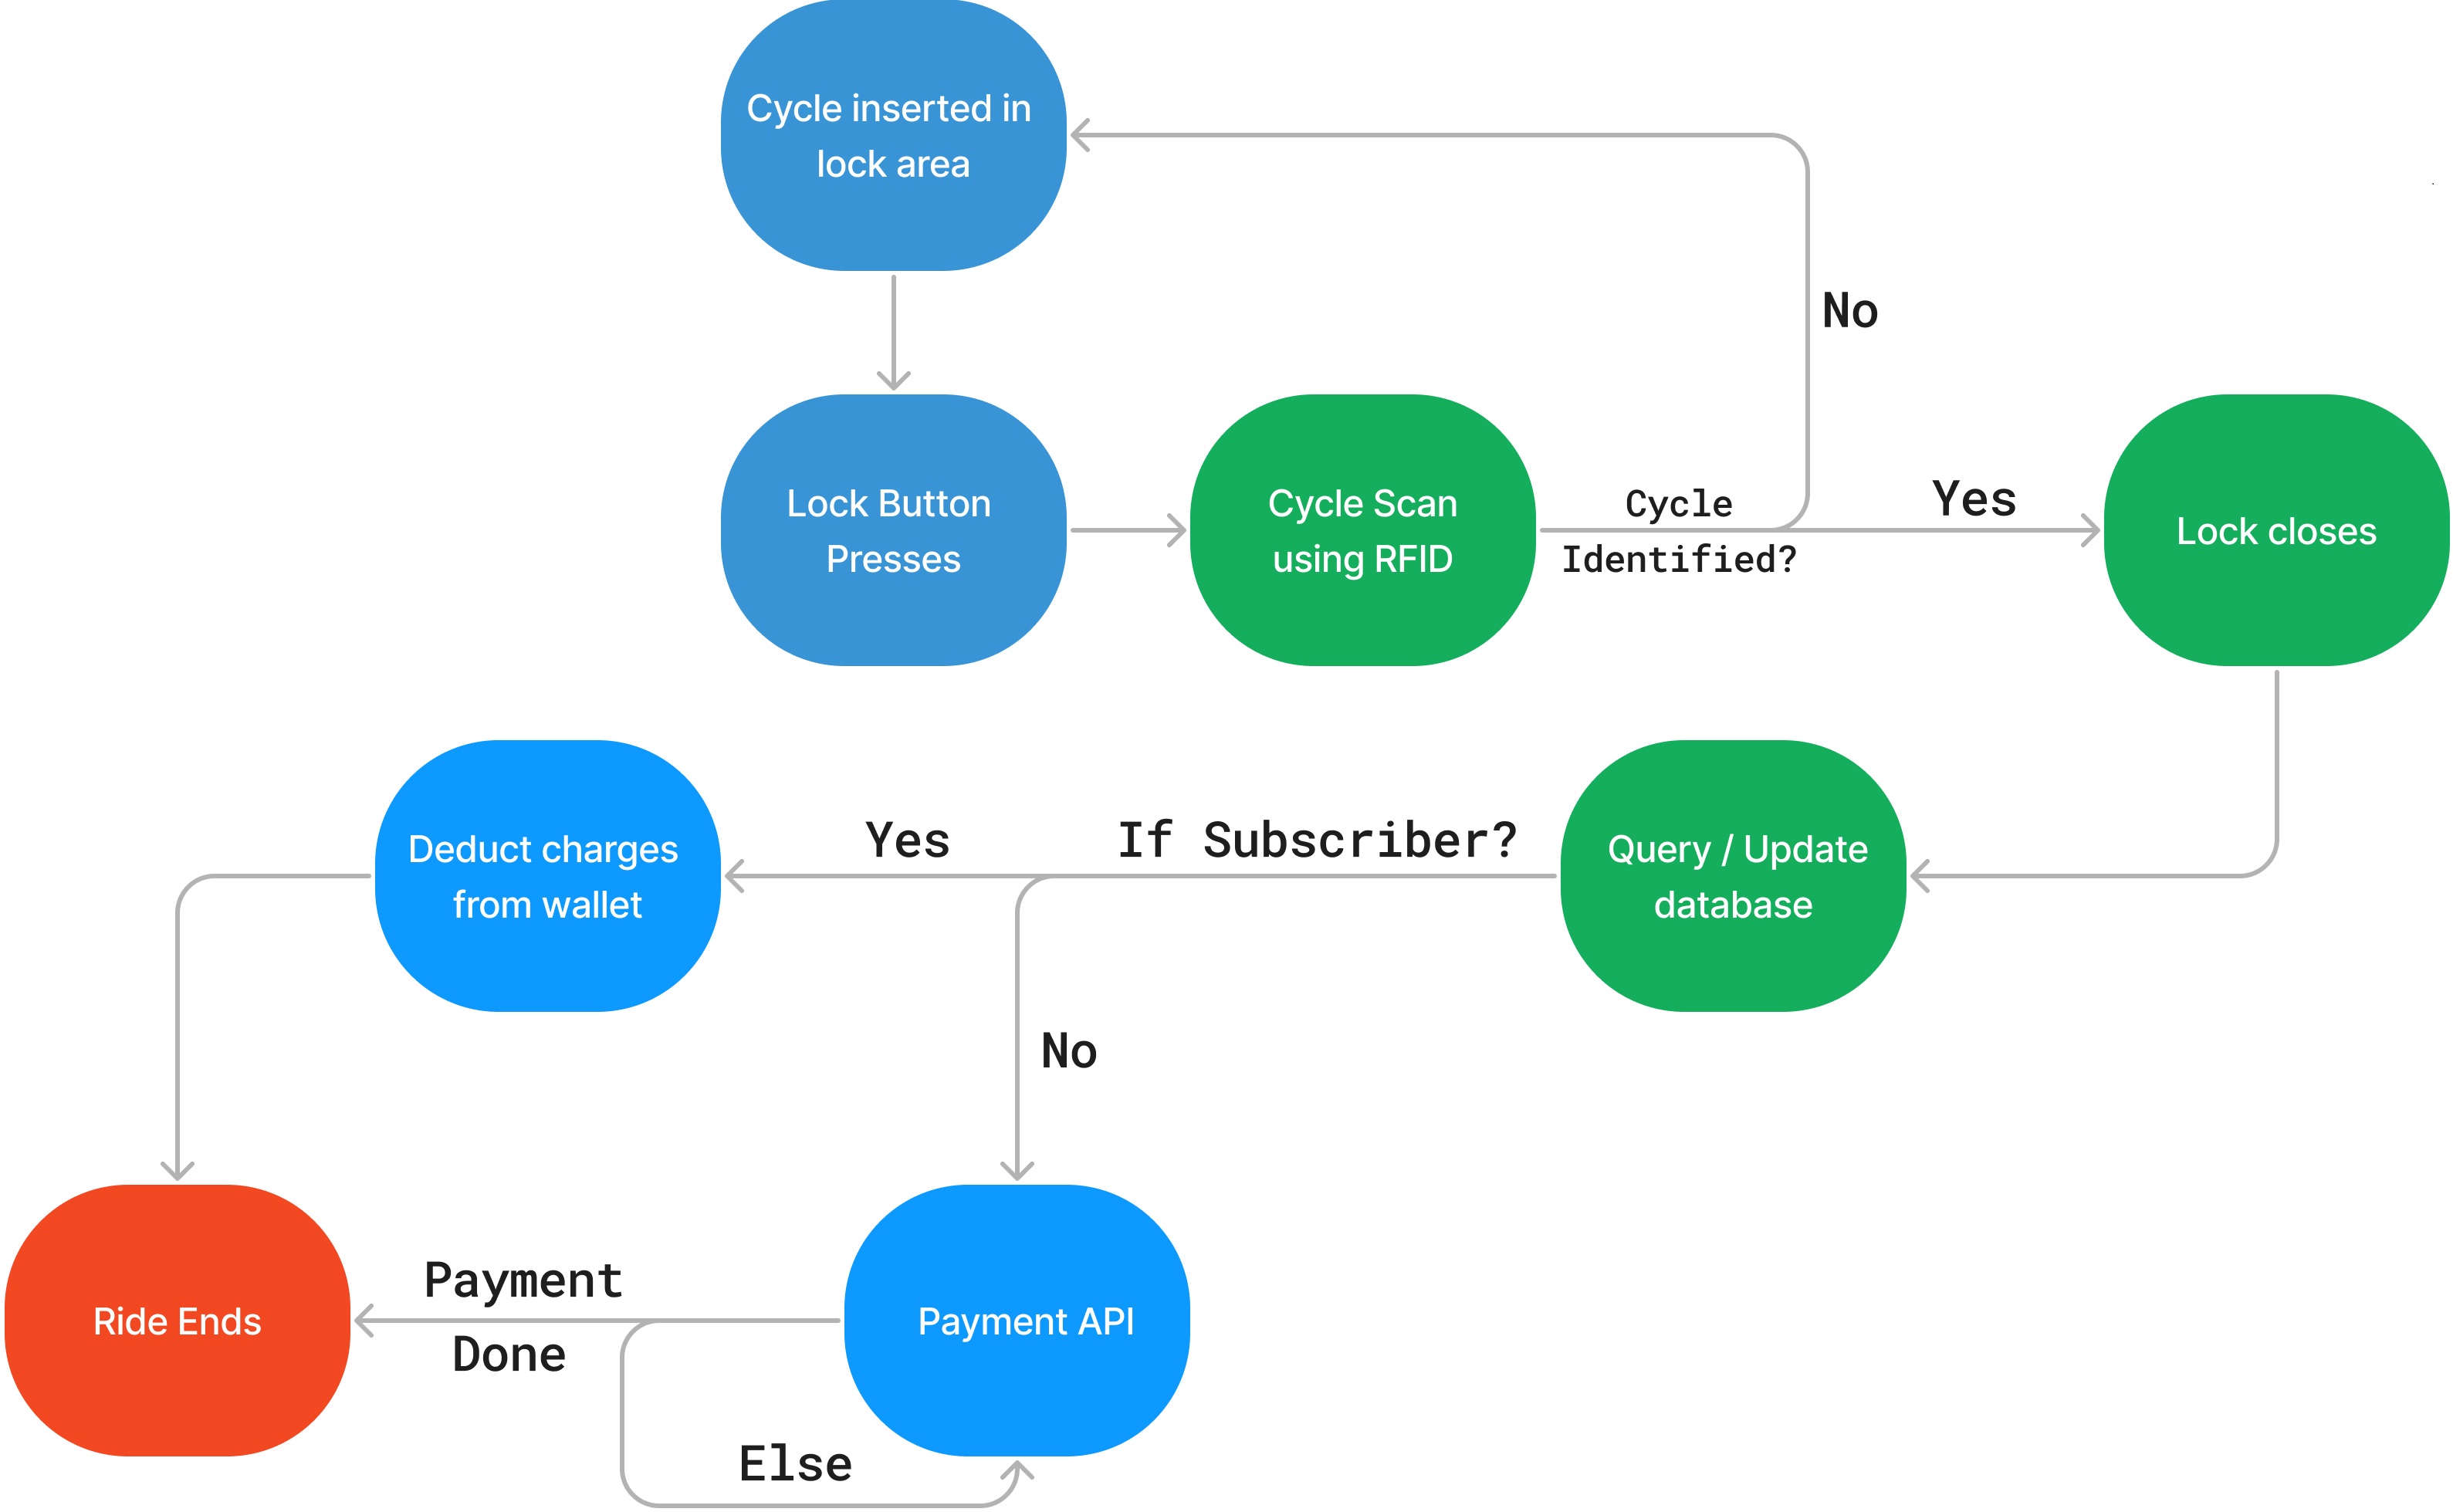 Cycle inserted in
lock area
No
Lock Button
Presses
Cycle Scan
using RFID
Cycle
Identified?
Yes
Lock closes
Deduct charges
from wallet
Yes
If Subscriber?
Query / Update
database
No
Ride Ends
Payment
Done
Payment API
Else